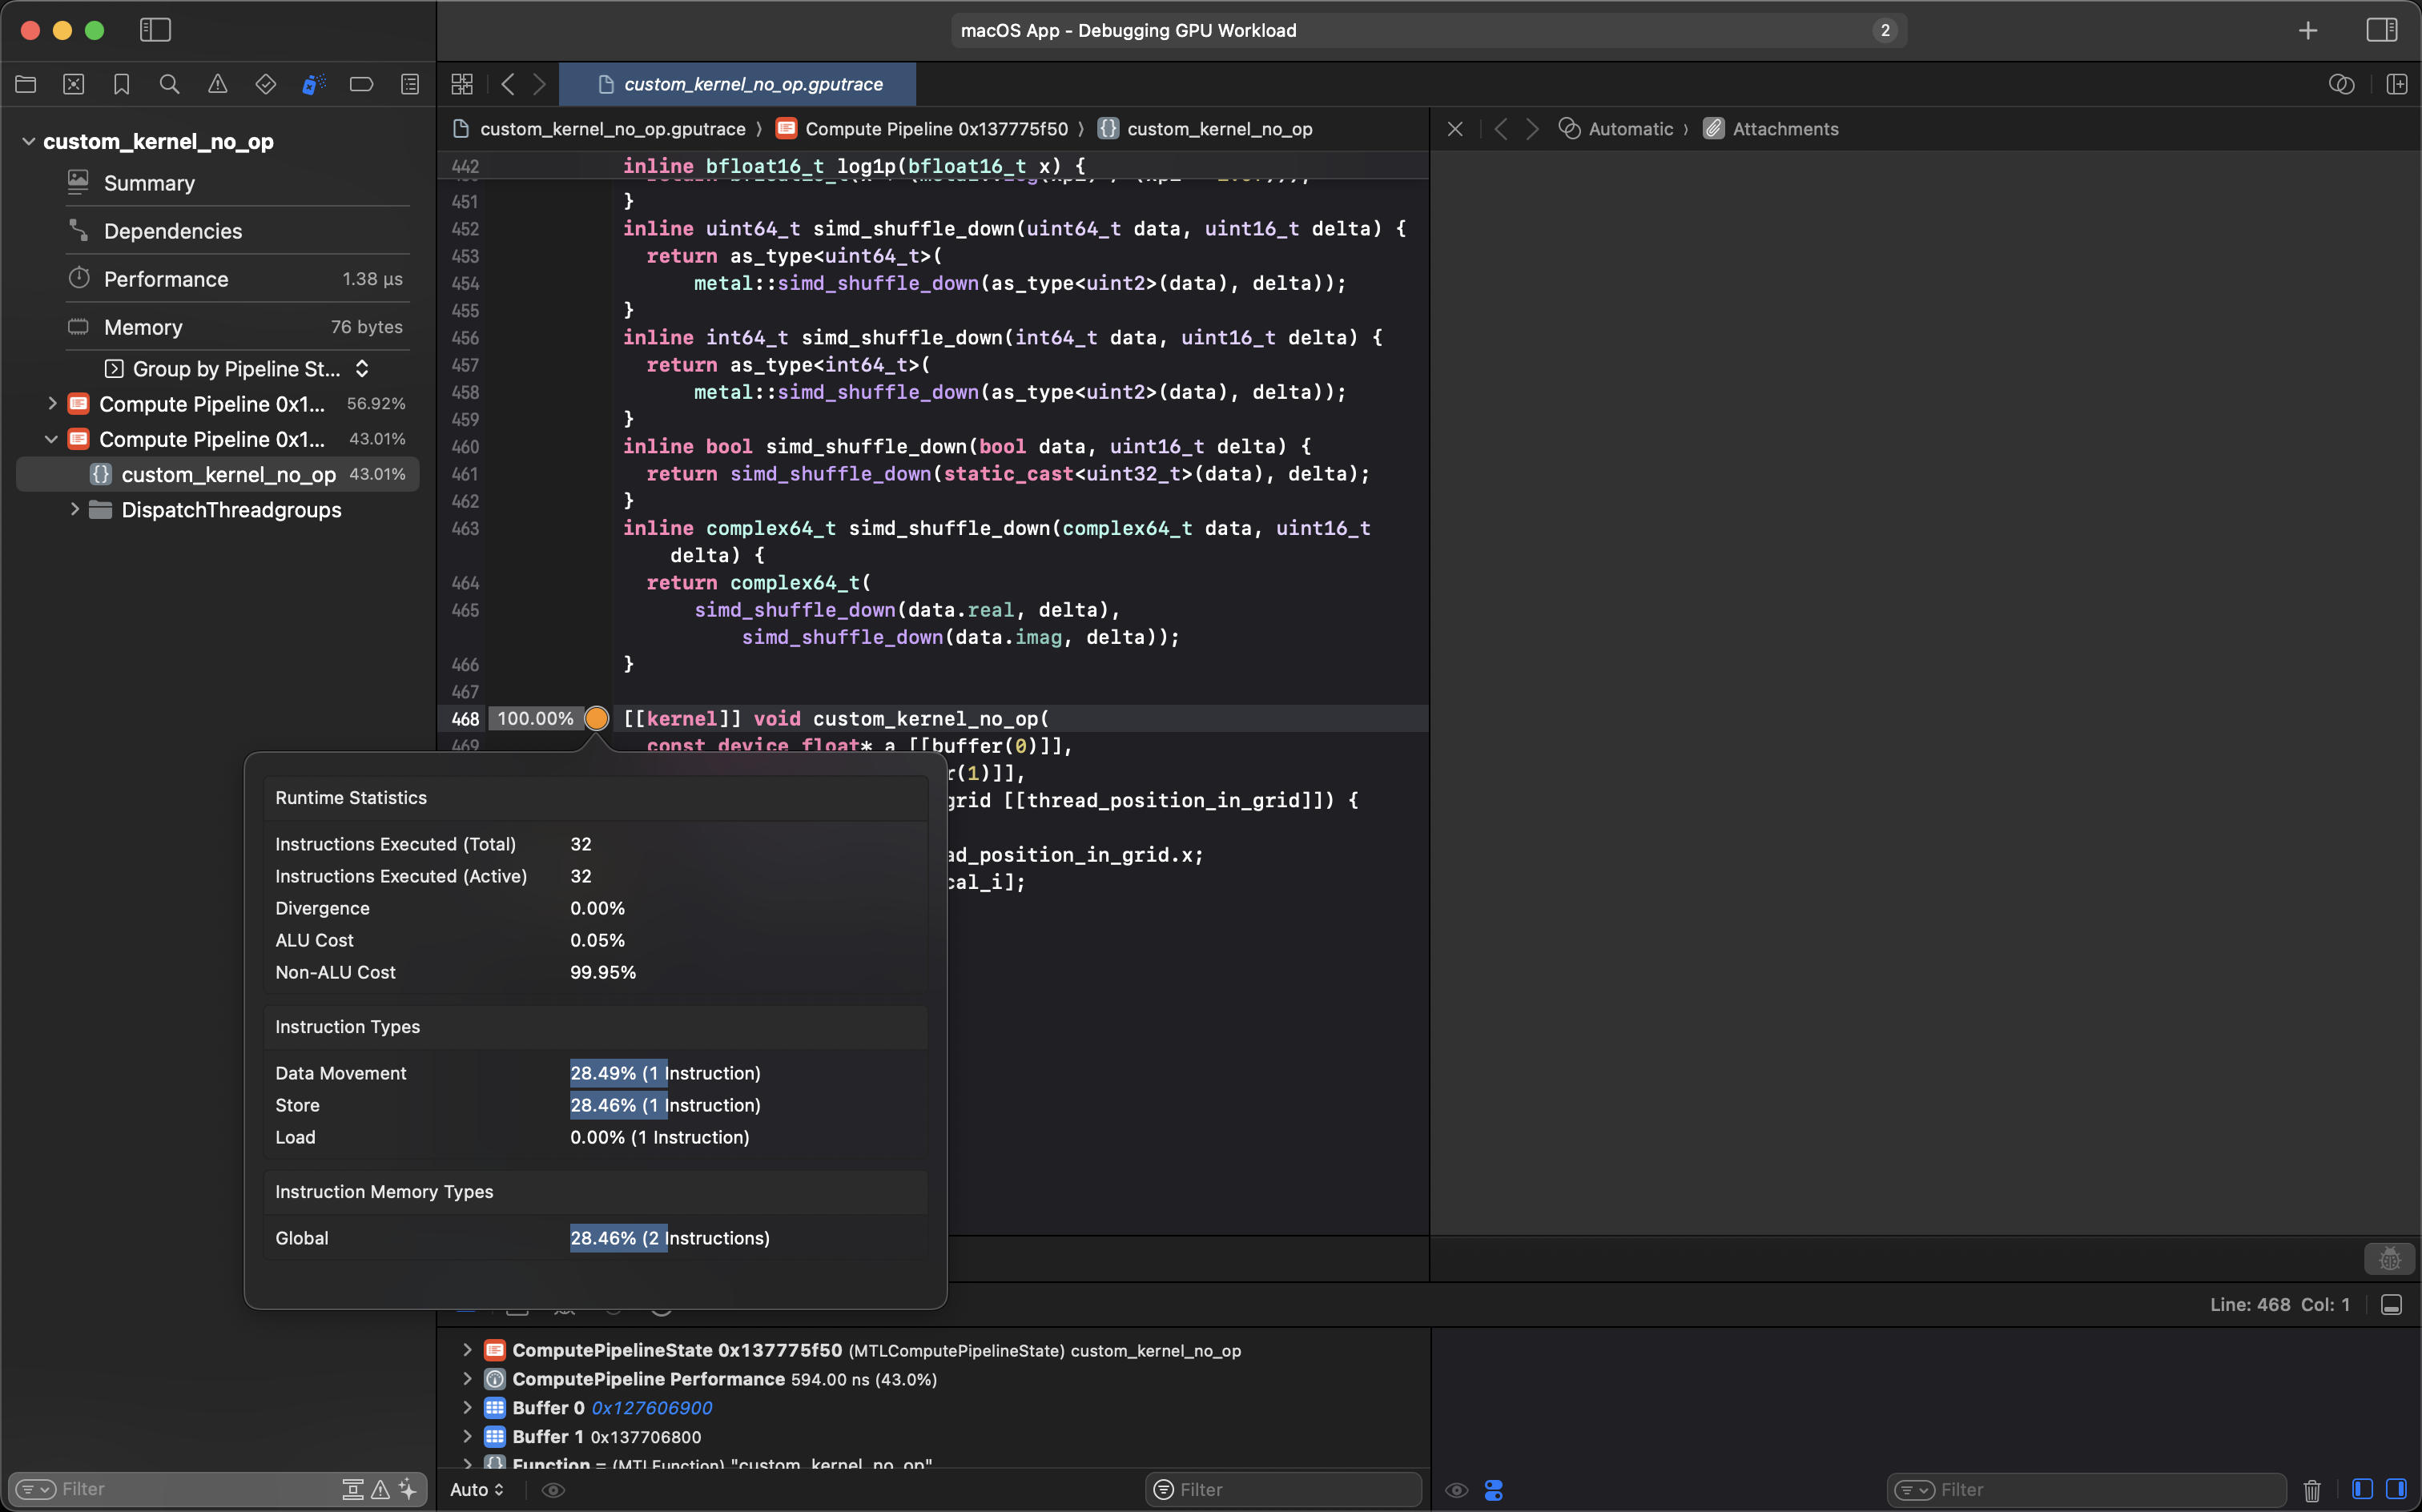 macOS App - Debugging GPU Workload
2
custom_kernel_no_op.gputrace
custom_kernel_no_op
Summary
Dependencies
Performance 1.38 µs
Memory 76 bytes
Group by Pipeline St...
Compute Pipeline 0x1... 56.92%
Compute Pipeline 0x1... 43.01%
custom_kernel_no_op 43.01%
DispatchThreadgroups
custom_kernel_no_op.gputrace 〉 Compute Pipeline 0x137775f50 〉 {} custom_kernel_no_op
Automatic 〉 Attachments
442 inline bfloat16_t log1p(bfloat16_t x) {
451 }
452 inline uint64_t simd_shuffle_down(uint64_t data, uint16_t delta) {
453 return as_type<uint64_t>(
454 metal::simd_shuffle_down(as_type<uint2>(data), delta));
455 }
456 inline int64_t simd_shuffle_down(int64_t data, uint16_t delta) {
457 return as_type<int64_t>(
458 metal::simd_shuffle_down(as_type<uint2>(data), delta));
459 }
460 inline bool simd_shuffle_down(bool data, uint16_t delta) {
461 return simd_shuffle_down(static_cast<uint32_t>(data), delta);
462 }
463 inline complex64_t simd_shuffle_down(complex64_t data, uint16_t
delta) {
464 return complex64_t(
465 simd_shuffle_down(data.real, delta),
simd_shuffle_down(data.imag, delta));
466 }
467
468 100.00% [[kernel]] void custom_kernel_no_op(
469 const device float* a [[buffer(0)]],
(1)]],
grid [[thread_position_in_grid]]) {
ad_position_in_grid.x;
cal_i];
Runtime Statistics
Instructions Executed (Total) 32
Instructions Executed (Active) 32
Divergence 0.00%
ALU Cost 0.05%
Non-ALU Cost 99.95%
Instruction Types
Data Movement 28.49% (1 Instruction)
Store 28.46% (1 Instruction)
Load 0.00% (1 Instruction)
Instruction Memory Types
Global 28.46% (2 Instructions)
Line: 468 Col: 1
ComputePipelineState 0x137775f50 (MTLComputePipelineState) custom_kernel_no_op
ComputePipeline Performance 594.00 ns (43.0%)
Buffer 0 0x127606900
Buffer 1 0x137706800
Function = (MTLFunction) "custom_kernel_no_op"
Filter
Auto
Filter
Filter